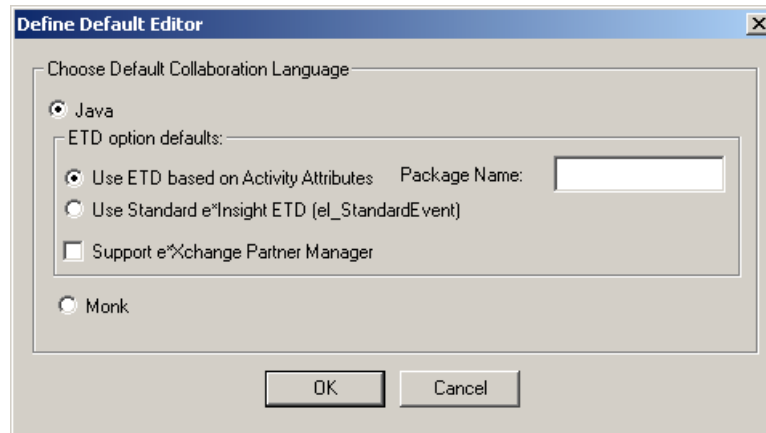 Define Default Editor
Choose Default Collaboration Language
Java
ETD option defaults:
Use ETD based on Activity Attributes Package Name:
Use Standard e*Insight ETD (eI_StandardEvent)
Support e*Xchange Partner Manager
Monk
OK Cancel